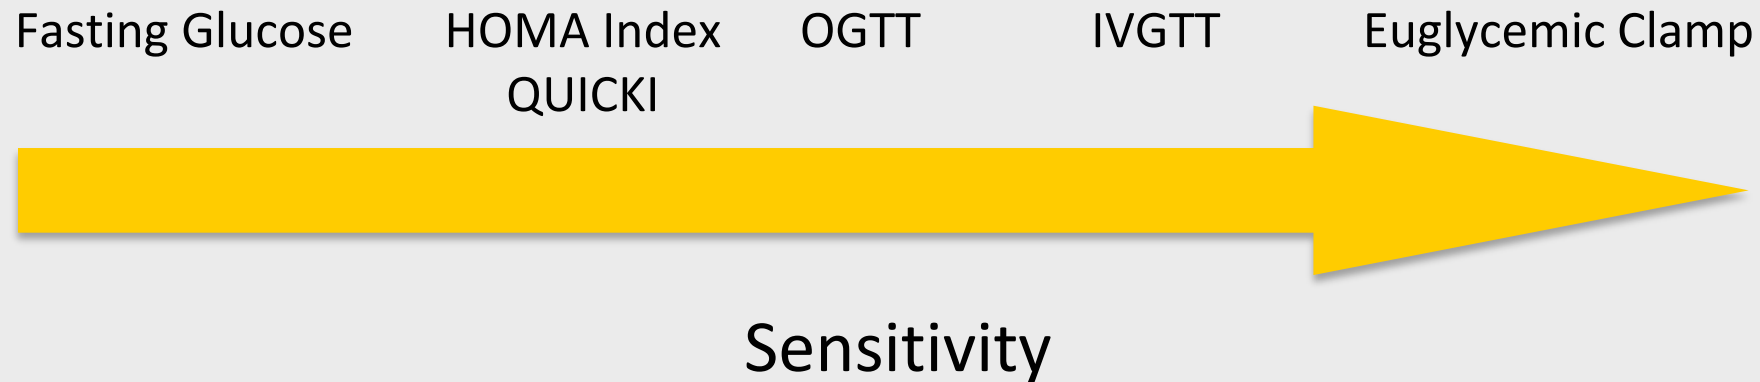 Fasting Glucose HOMA Index OGTT IVGTT Euglycemic Clamp
QUICKI
Sensitivity